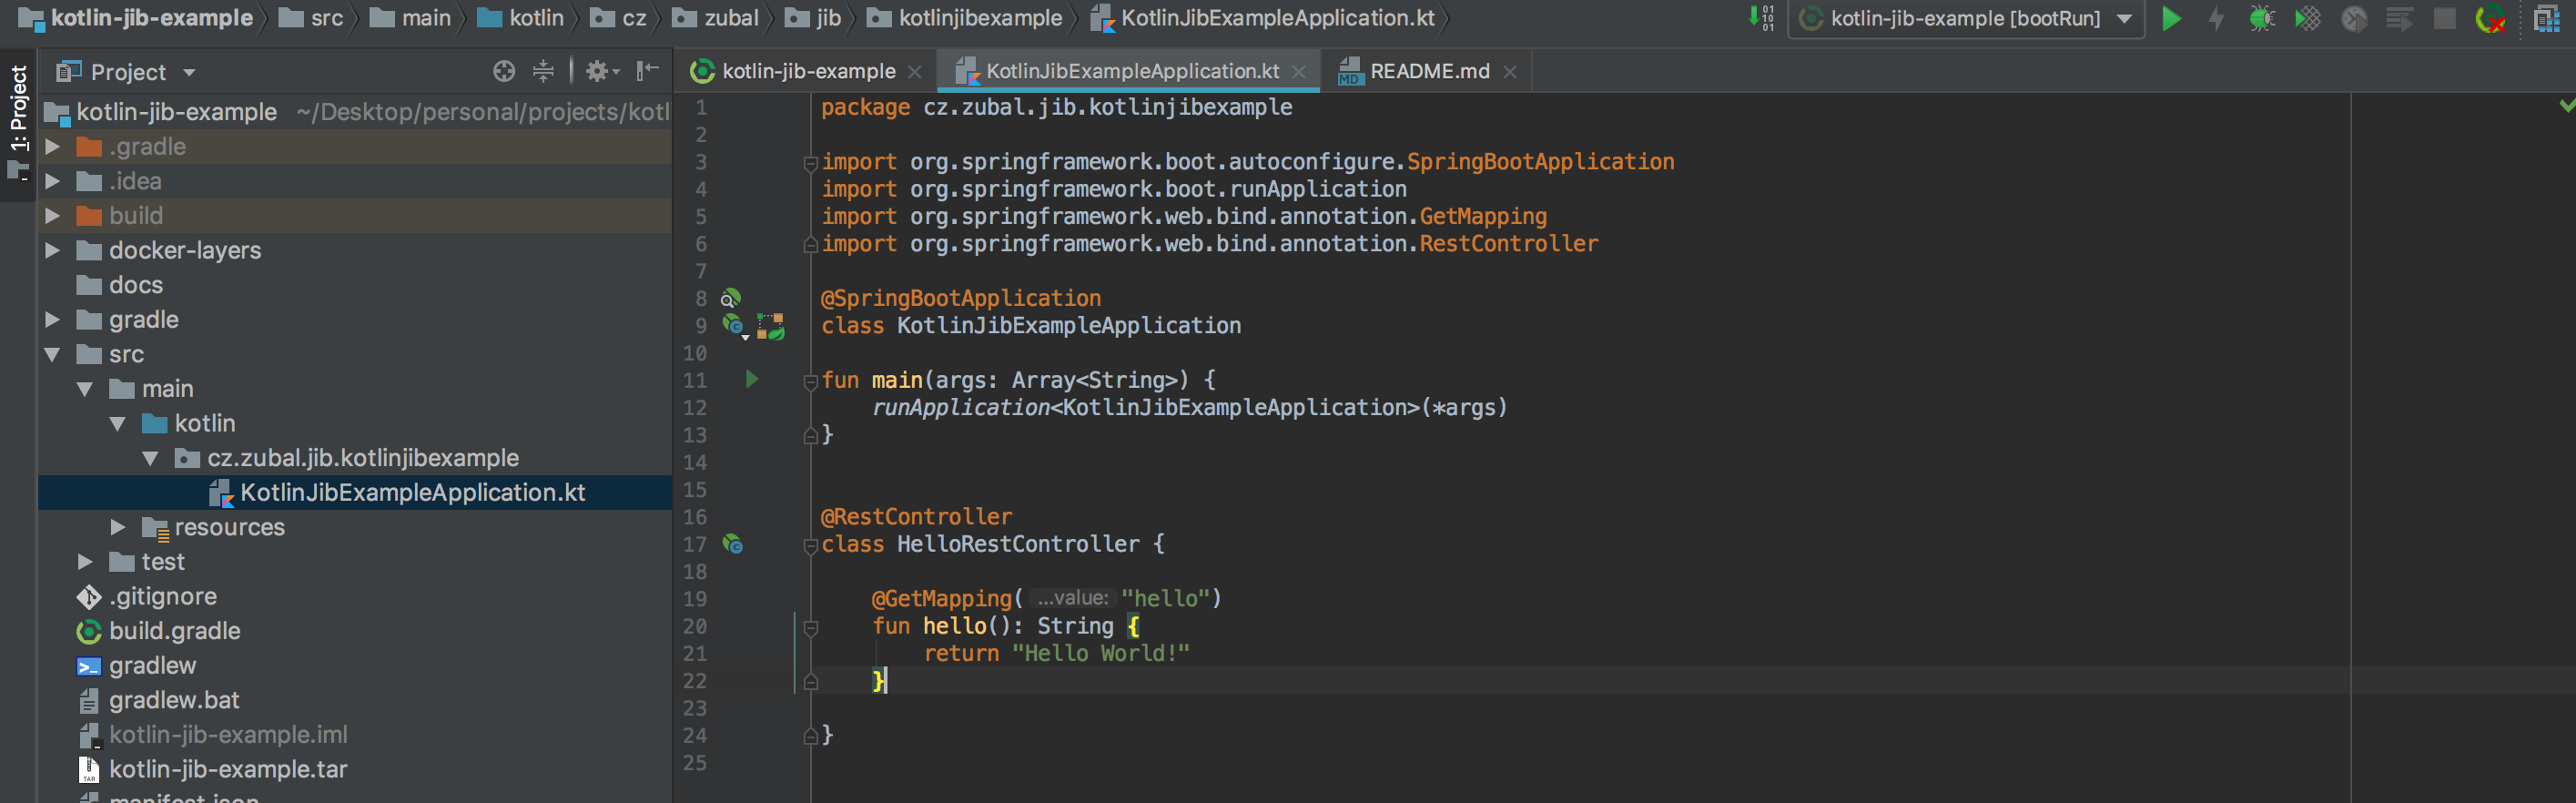 kotlin-jib-example src main kotlin cz zubal jib kotlinjibexample KotlinJibExampleApplication.kt kotlin-jib-example [bootRun]
1: Project
Project
kotlin-jib-example ~/Desktop/personal/projects/kotl
.gradle
.idea
build
docker-layers
docs
gradle
src
main
kotlin
cz.zubal.jib.kotlinjibexample
KotlinJibExampleApplication.kt
resources
test
.gitignore
build.gradle
gradlew
gradlew.bat
kotlin-jib-example.iml
kotlin-jib-example.tar
manifest.json
kotlin-jib-example KotlinJibExampleApplication.kt README.md
1 package cz.zubal.jib.kotlinjibexample
2
3 import org.springframework.boot.autoconfigure.SpringBootApplication
4 import org.springframework.boot.runApplication
5 import org.springframework.web.bind.annotation.GetMapping
6 import org.springframework.web.bind.annotation.RestController
7
8 @SpringBootApplication
9 class KotlinJibExampleApplication
10
11 fun main(args: Array<String>) {
12 runApplication<KotlinJibExampleApplication>(*args)
13 }
14
15
16 @RestController
17 class HelloRestController {
18
19 @GetMapping( ...value: "hello")
20 fun hello(): String {
21 return "Hello World!"
22 }
23
24 }
25